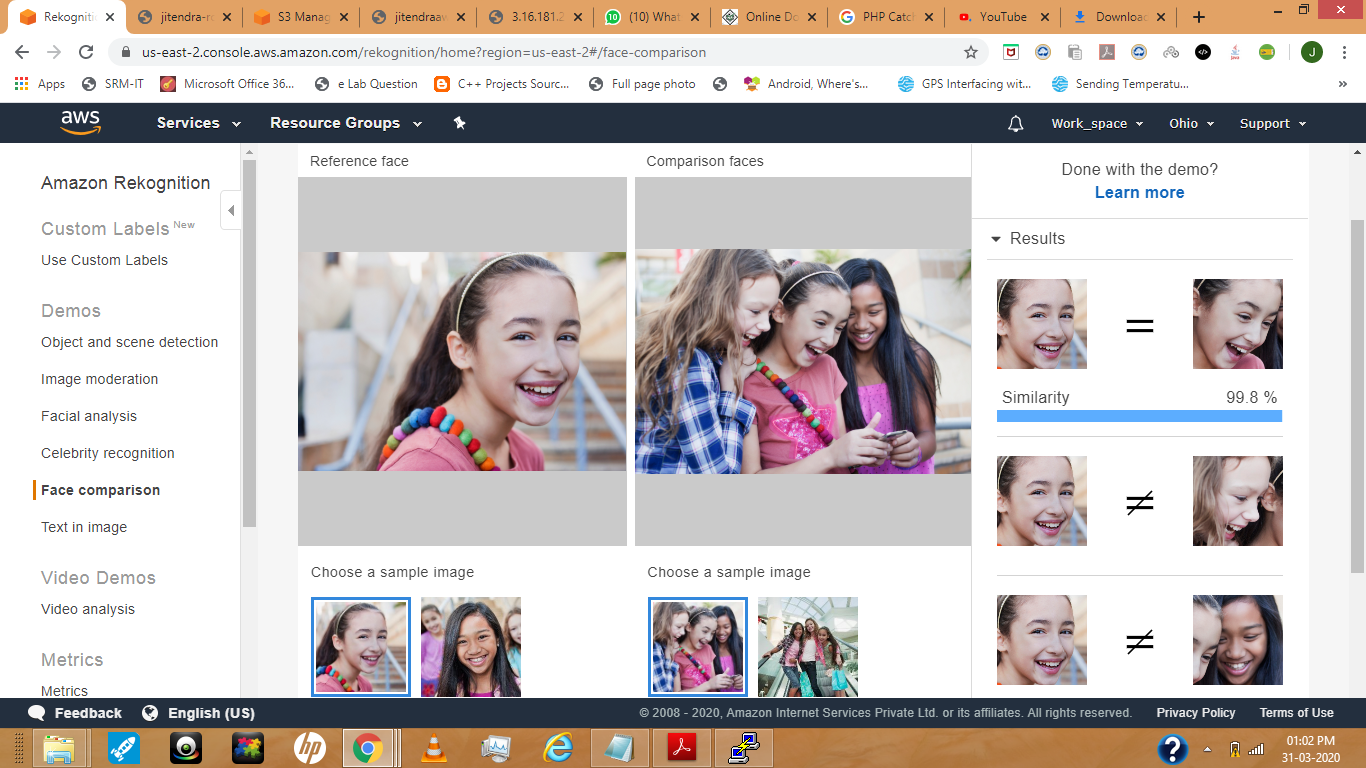 Rekogniti
jitendra-ro
S3 Manag
jitendraaw
3.16.181.2
(10) What
Online Do
PHP Catch
YouTube
Downloac
us-east-2.console.aws.amazon.com/rekognition/home?region=us-east-2#/face-comparison
J
Apps
SRM-IT
Microsoft Office 36...
e Lab Question
C++ Projects Sourc...
Full page photo
Android, Where's...
GPS Interfacing wit...
Sending Temperatu...
»
aws
Services
Resource Groups
Work_space
Ohio
Support
Amazon Rekognition
Custom Labels New
Use Custom Labels
Demos
Object and scene detection
Image moderation
Facial analysis
Celebrity recognition
Face comparison
Text in image
Video Demos
Video analysis
Metrics
Metrics
Reference face
Comparison faces
Choose a sample image
Choose a sample image
Done with the demo?
Learn more
Results
=
Similarity 99.8 %
≠
≠
Feedback
English (US)
© 2008 - 2020, Amazon Internet Services Private Ltd. or its affiliates. All rights reserved.
Privacy Policy
Terms of Use
hp
?
01:02 PM
31-03-2020